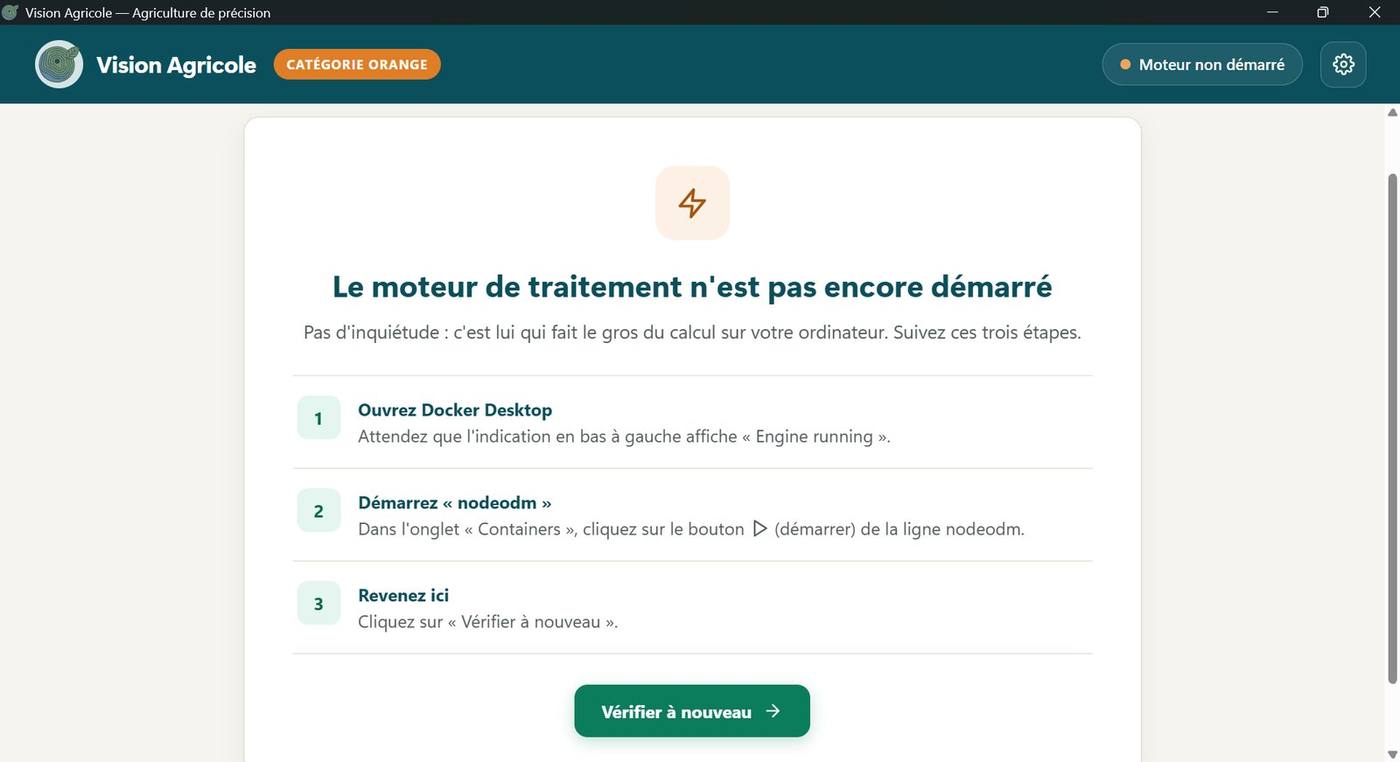 Vision Agricole — Agriculture de précision
Vision Agricole
CATÉGORIE ORANGE
Moteur non démarré
Le moteur de traitement n'est pas encore démarré
Pas d'inquiétude : c'est lui qui fait le gros du calcul sur votre ordinateur. Suivez ces trois étapes.
1
Ouvrez Docker Desktop
Attendez que l'indication en bas à gauche affiche « Engine running ».
2
Démarrez « nodeodm »
Dans l'onglet « Containers », cliquez sur le bouton ▷ (démarrer) de la ligne nodeodm.
3
Revenez ici
Cliquez sur « Vérifier à nouveau ».
Vérifier à nouveau →